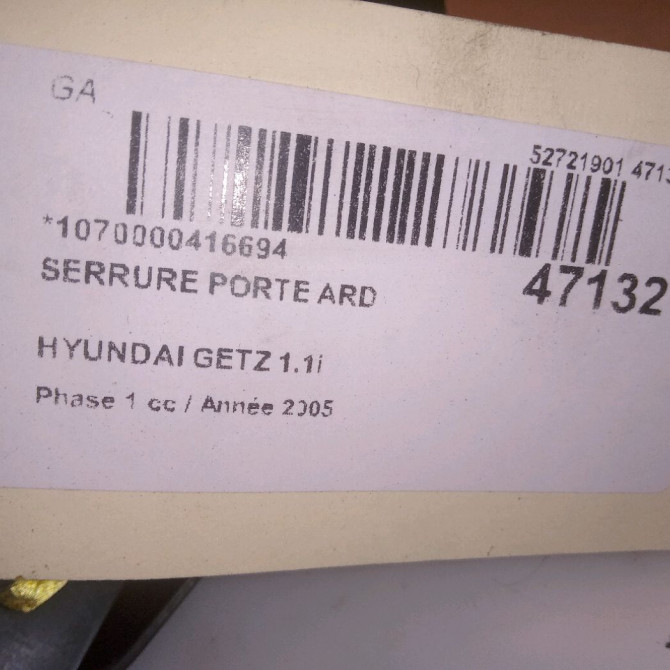 GA
52721901 4713
*1070000416694
47132
SERRURE PORTE ARD
HYUNDAI GETZ 1.1i
Phase 1 cc / Année 2005